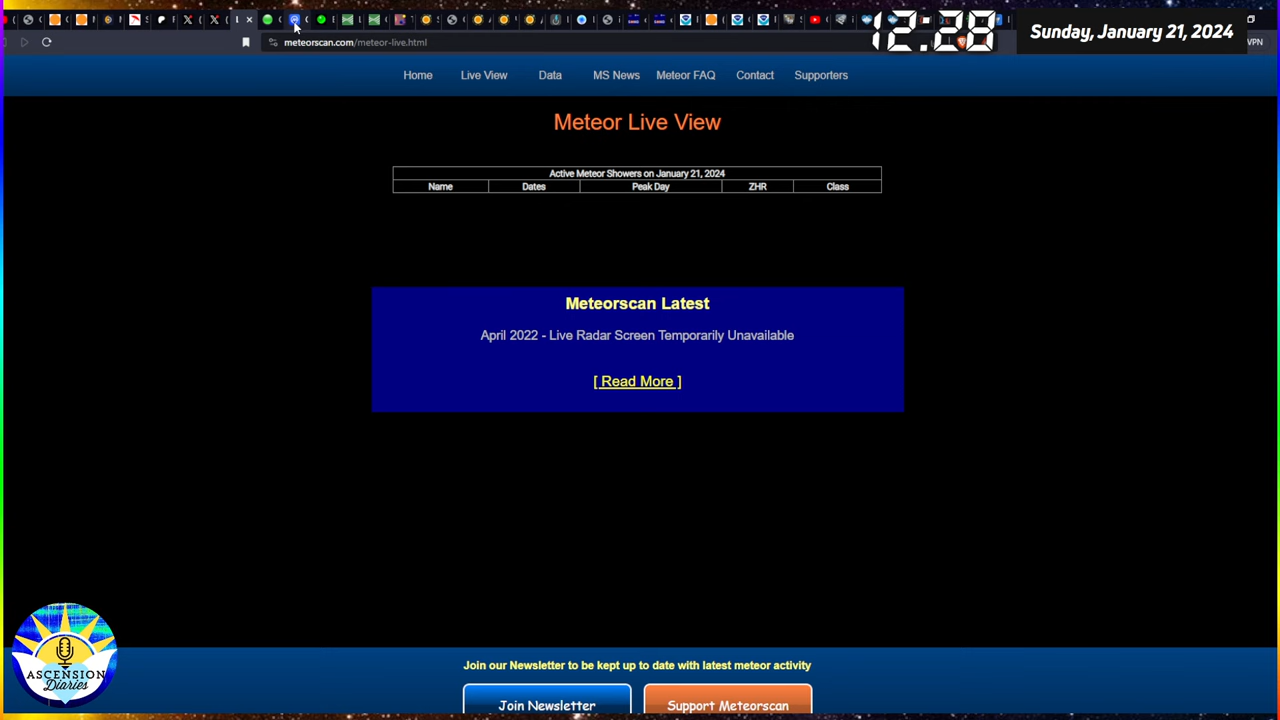 12:28
Sunday, January 21, 2024
meteorscan.com/meteor-live.html
VPN
Home Live View Data MS News Meteor FAQ Contact Supporters
Meteor Live View
Active Meteor Showers on January 21, 2024
Name Dates Peak Day ZHR Class
Meteorscan Latest
April 2022 - Live Radar Screen Temporarily Unavailable
[ Read More ]
ASCENSION
Diaries
Join our Newsletter to be kept up to date with latest meteor activity
Join Newsletter Support Meteorscan